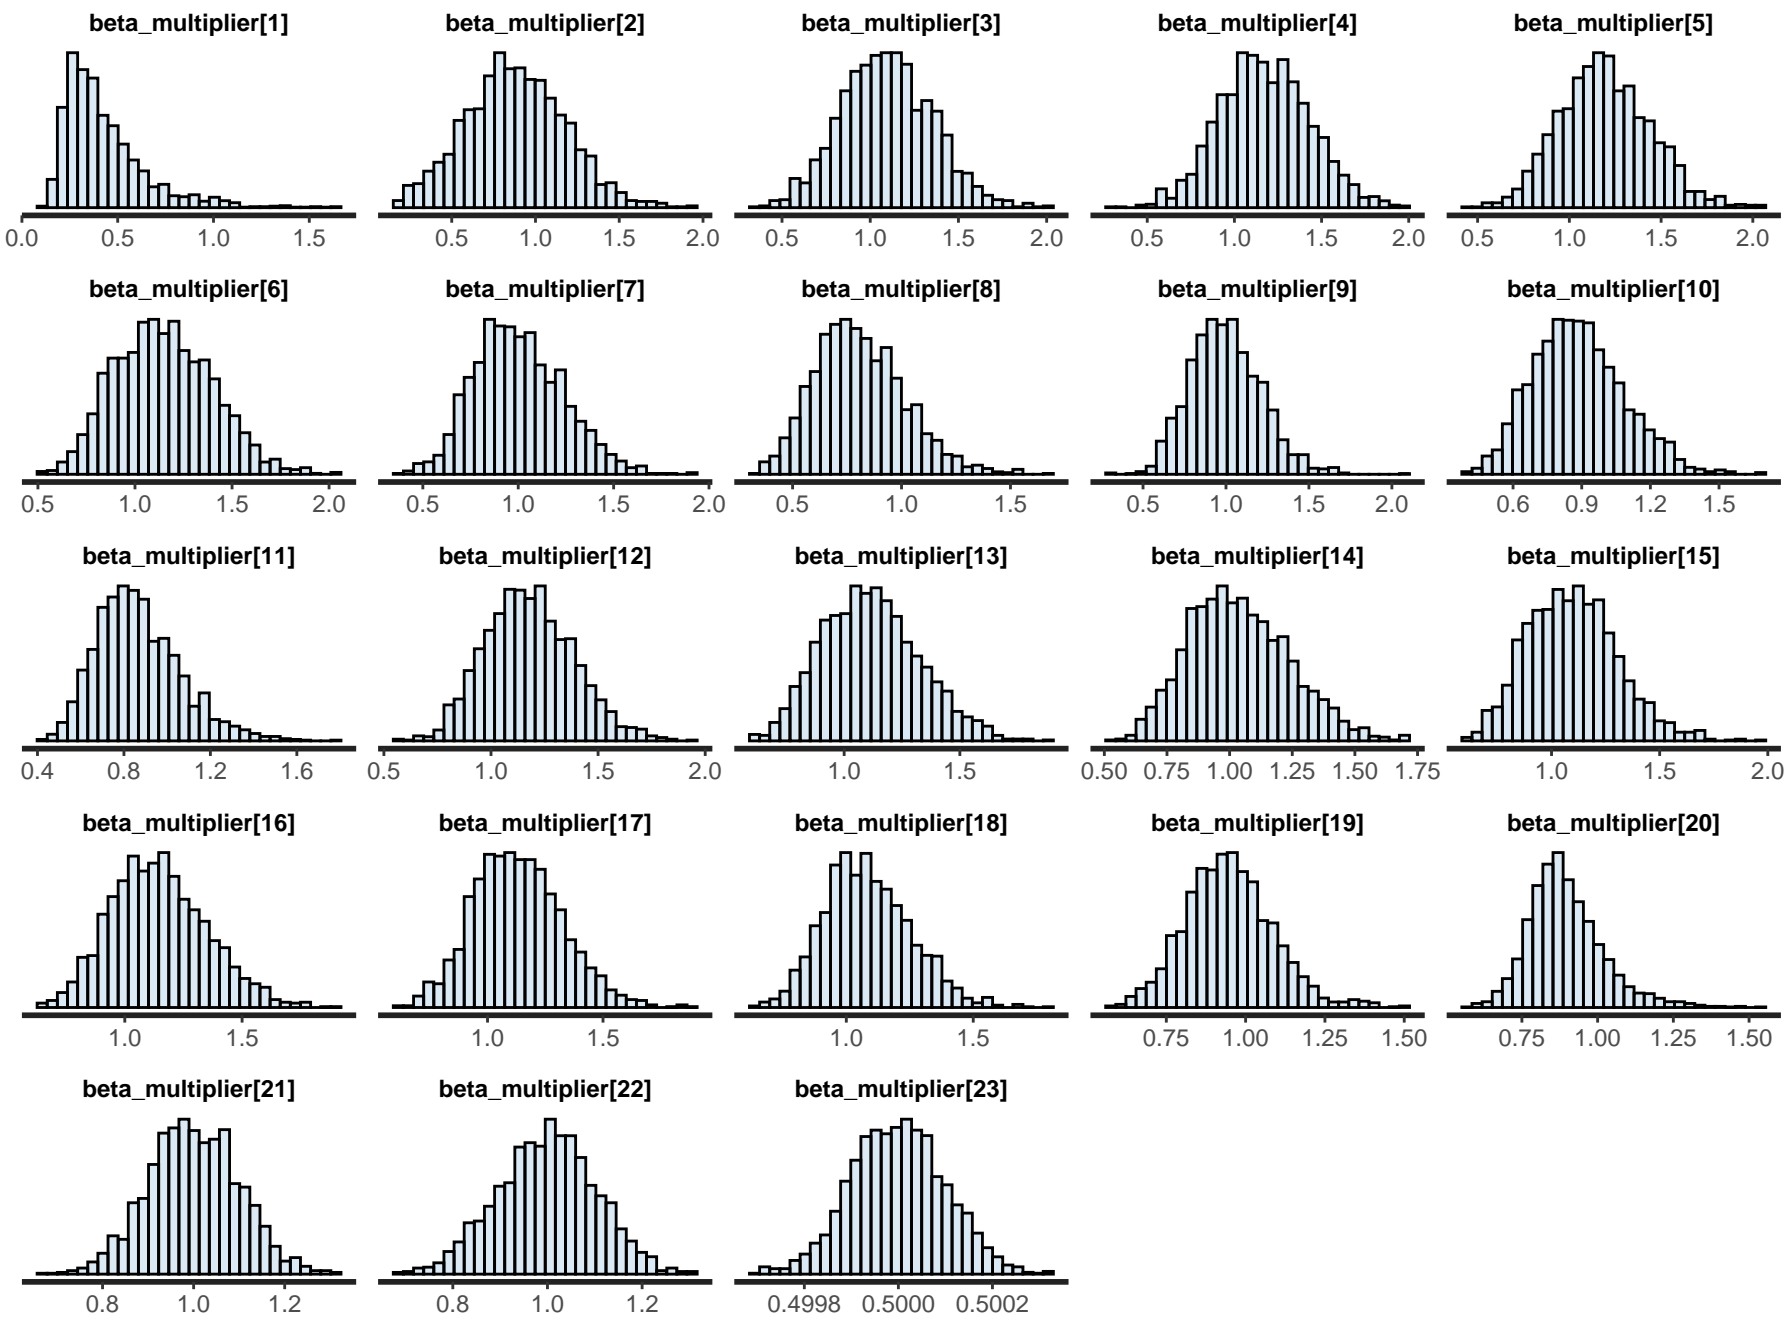 beta_multiplier[1] beta_multiplier[2] beta_multiplier[3] beta_multiplier[4] beta_multiplier[5]
0.0 0.5 1.0 1.5 0.5 1.0 1.5 2.0 0.5 1.0 1.5 2.0 0.5 1.0 1.5 2.0 0.5 1.0 1.5 2.0
beta_multiplier[6] beta_multiplier[7] beta_multiplier[8] beta_multiplier[9] beta_multiplier[10]
0.5 1.0 1.5 2.0 0.5 1.0 1.5 2.0 0.5 1.0 1.5 0.5 1.0 1.5 2.0 0.6 0.9 1.2 1.5
beta_multiplier[11] beta_multiplier[12] beta_multiplier[13] beta_multiplier[14] beta_multiplier[15]
0.4 0.8 1.2 1.6 0.5 1.0 1.5 2.0 1.0 1.5 0.50 0.75 1.00 1.25 1.50 1.75 1.0 1.5 2.0
beta_multiplier[16] beta_multiplier[17] beta_multiplier[18] beta_multiplier[19] beta_multiplier[20]
1.0 1.5 1.0 1.5 1.0 1.5 0.75 1.00 1.25 1.50 0.75 1.00 1.25 1.50
beta_multiplier[21] beta_multiplier[22] beta_multiplier[23]
0.8 1.0 1.2 0.8 1.0 1.2 0.4998 0.5000 0.5002